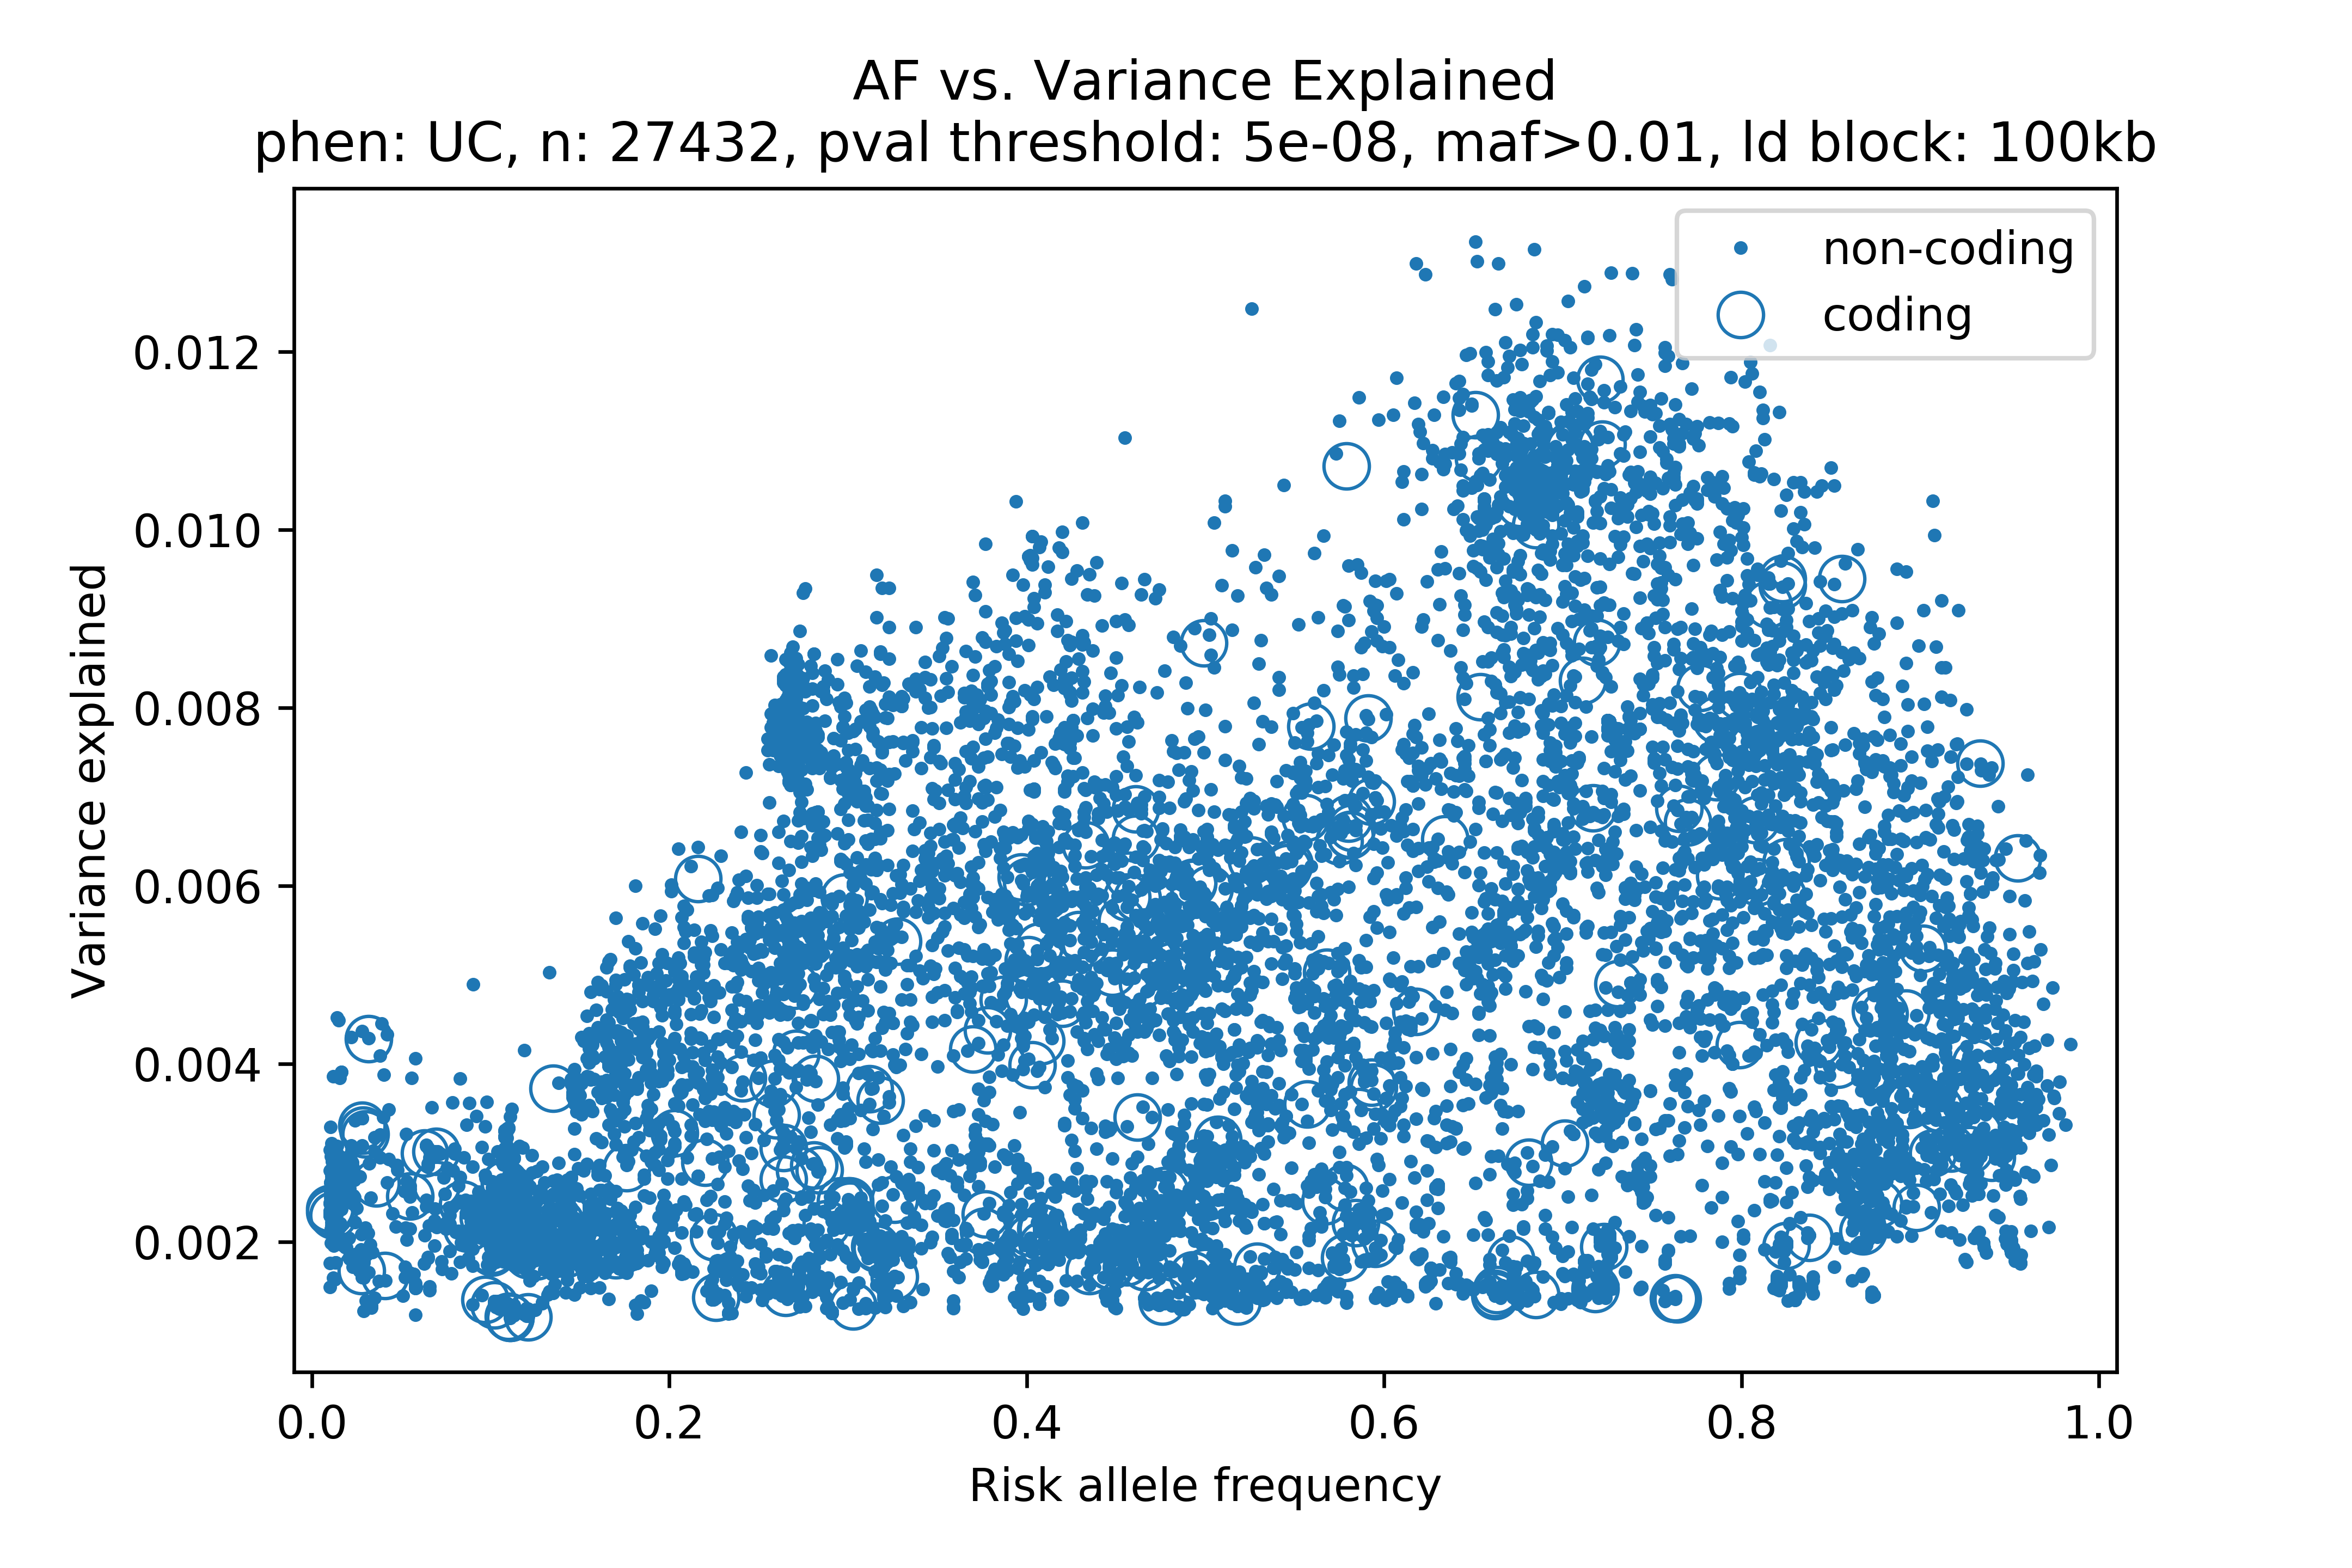 AF vs. Variance Explained
phen: UC, n: 27432, pval threshold: 5e-08, maf>0.01, ld block: 100kb
non-coding
coding
0.012
0.010
0.008
0.006
0.004
0.002
Variance explained
0.0 0.2 0.4 0.6 0.8 1.0
Risk allele frequency